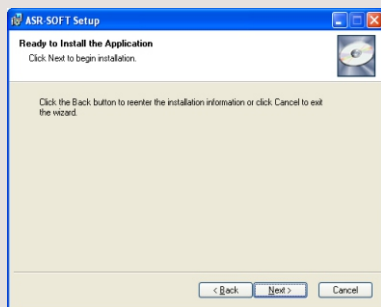 ASR-SOFT Setup
Ready to Install the Application
Click Next to begin installation.
Click the Back button to reenter the installation information or click Cancel to exit
the wizard.
< Back
Next >
Cancel